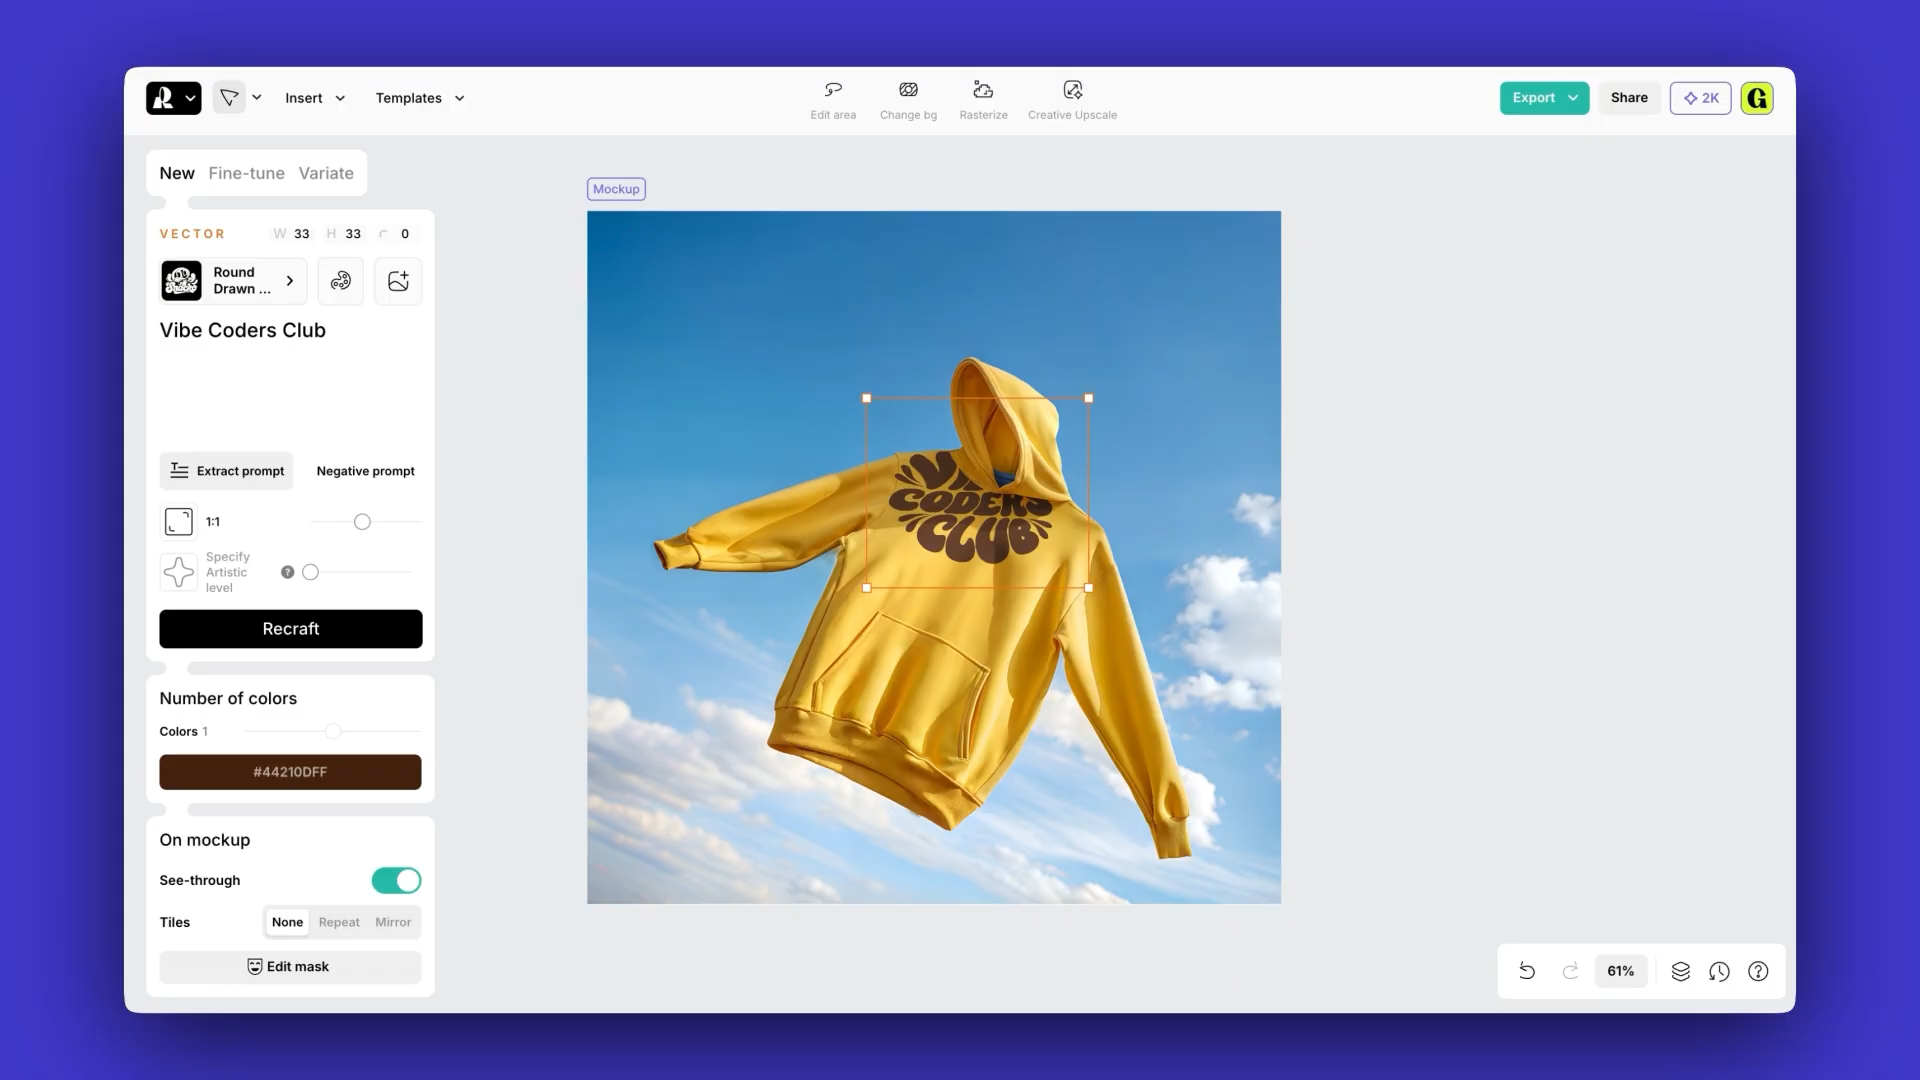 Insert
Templates
Edit area
Change bg
Rasterize
Creative Upscale
Export
Share
2K
G
New
Fine-tune
Variate
Mockup
VECTOR
W 33
H 33
0
Round
Drawn ...
Vibe Coders Club
Extract prompt
Negative prompt
1:1
Specify
Artistic
level
?
Recraft
Number of colors
Colors 1
#44210DFF
On mockup
See-through
Tiles
None
Repeat
Mirror
Edit mask
CODERS
CLUB
61%
?